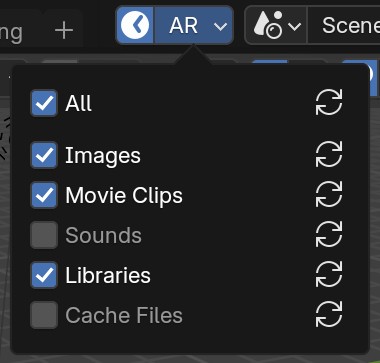 ng + AR Scene
All
Images
Movie Clips
Sounds
Libraries
Cache Files